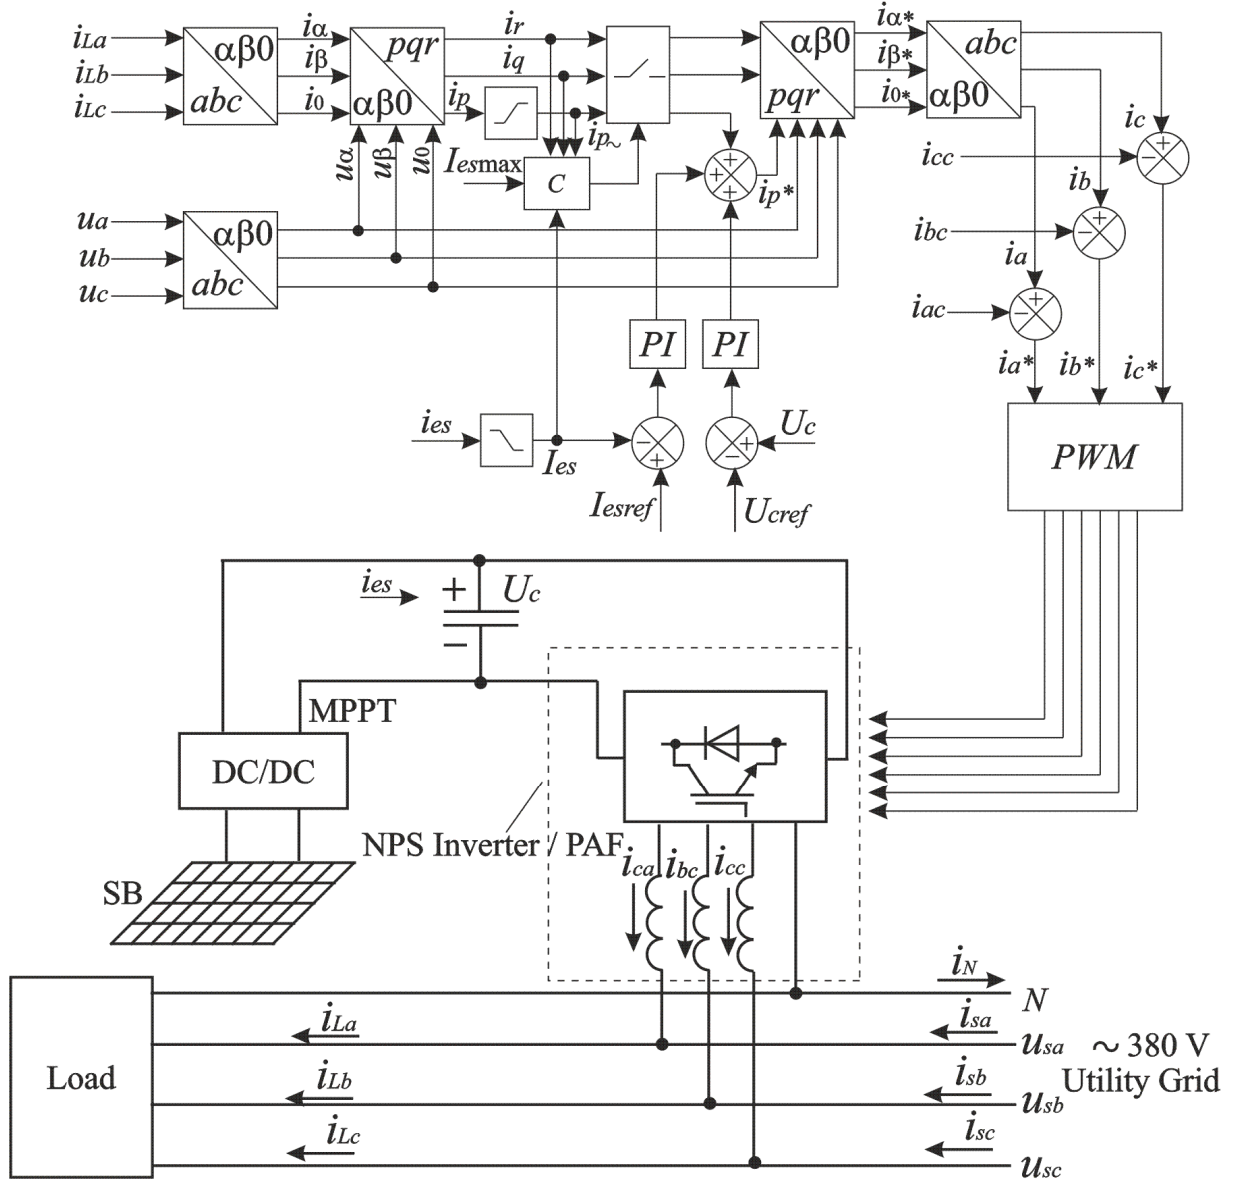 iLa
iLb
iLc
αβ0
abc
iα
iβ
i0
pqr
αβ0
ir
iq
ip
ip~
αβ0
pqr
iα*
iβ*
i0*
abc
αβ0
ic
icc
ib
ibc
ia
iac
uα
uβ
u0
Iesmax
C
ip*
ua
ub
uc
αβ0
abc
+
+
+
+
−
+
−
+
−
PI
PI
ia*
ib*
ic*
ies
Ies
−
+
+
−
Uc
Iesref
Ucref
PWM
ies
+
Uc
−
MPPT
DC/DC
NPS Inverter / PAF
SB
ica
ibc
icc
iN
N
iLa
isa
usa
~ 380 V
Utility Grid
Load
iLb
isb
usb
iLc
isc
usc